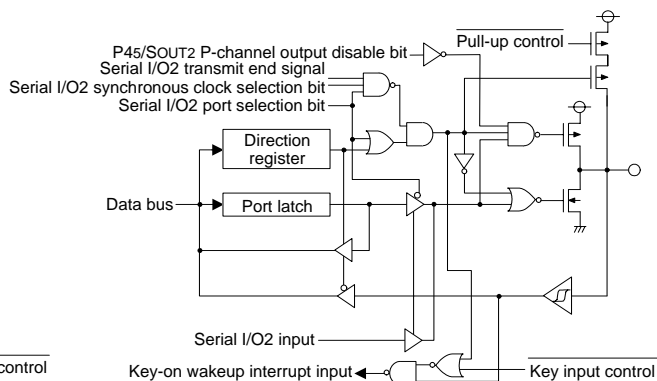 P45/SOUT2 P-channel output disable bit
Pull-up control
Serial I/O2 transmit end signal
Serial I/O2 synchronous clock selection bit
Serial I/O2 port selection bit
Direction
register
Data bus
Port latch
Serial I/O2 input
control
Key-on wakeup interrupt input
Key input control